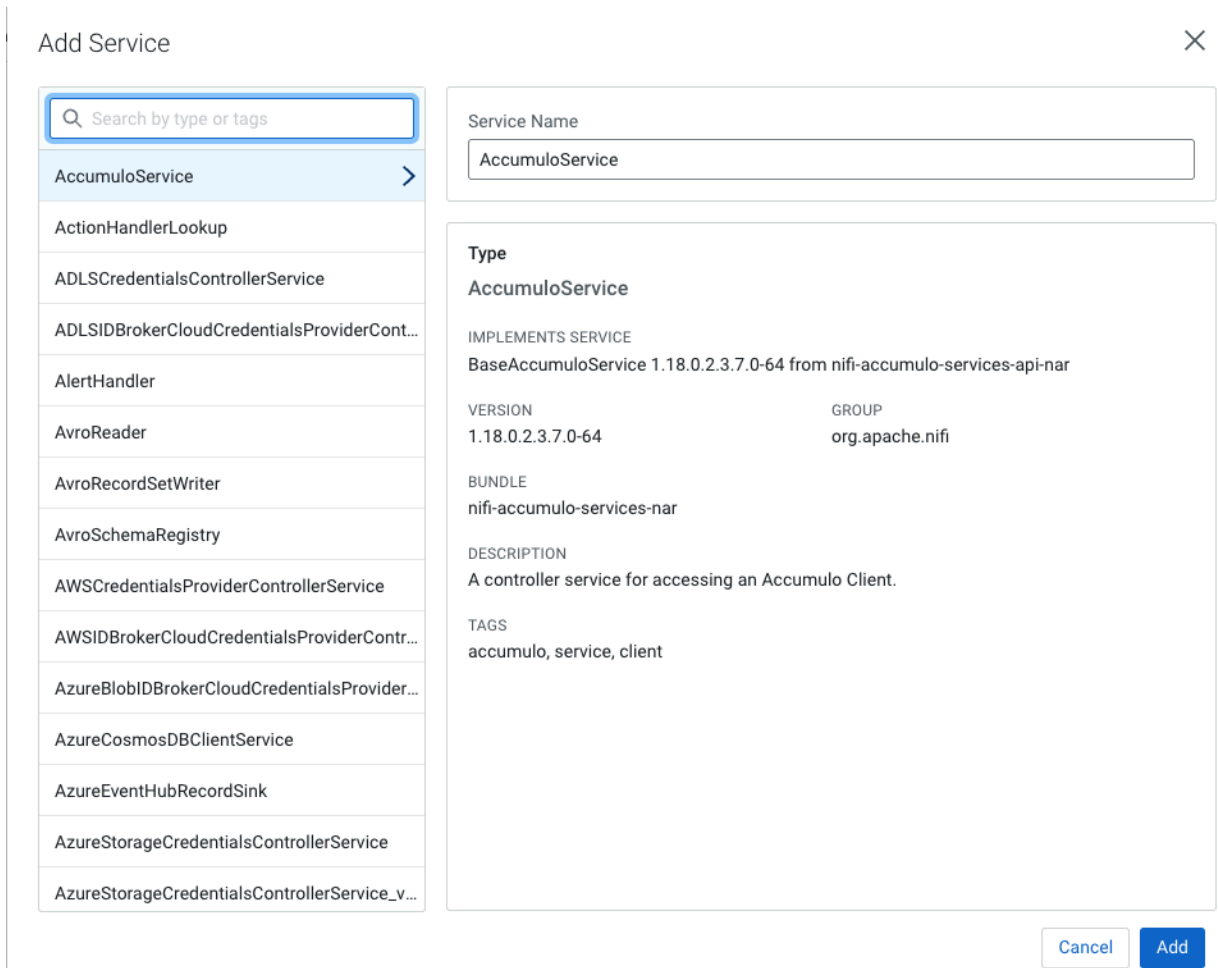 Add Service
Search by type or tags
AccumuloService
ActionHandlerLookup
ADLSCredentialsControllerService
ADLSIDBrokerCloudCredentialsProviderCont...
AlertHandler
AvroReader
AvroRecordSetWriter
AvroSchemaRegistry
AWSCredentialsProviderControllerService
AWSIDBrokerCloudCredentialsProviderContr...
AzureBlobIDBrokerCloudCredentialsProvider...
AzureCosmosDBClientService
AzureEventHubRecordSink
AzureStorageCredentialsControllerService
AzureStorageCredentialsControllerService_v...
Service Name
AccumuloService
Type
AccumuloService
IMPLEMENTS SERVICE
BaseAccumuloService 1.18.0.2.3.7.0-64 from nifi-accumulo-services-api-nar
VERSION GROUP
1.18.0.2.3.7.0-64 org.apache.nifi
BUNDLE
nifi-accumulo-services-nar
DESCRIPTION
A controller service for accessing an Accumulo Client.
TAGS
accumulo, service, client
Cancel Add